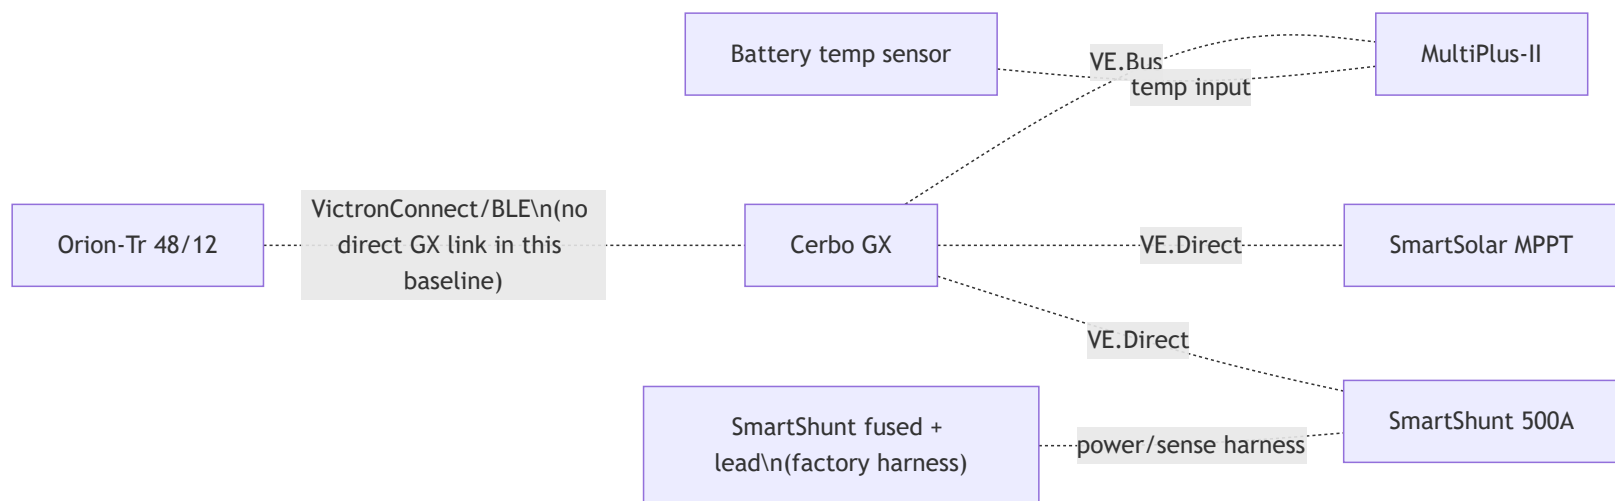 Battery temp sensor
VE.Bus
temp input
MultiPlus-II
Orion-Tr 48/12
VictronConnect/BLE\n(no
direct GX link in this
baseline)
Cerbo GX
VE.Direct
SmartSolar MPPT
VE.Direct
SmartShunt fused +
lead\n(factory harness)
power/sense harness
SmartShunt 500A